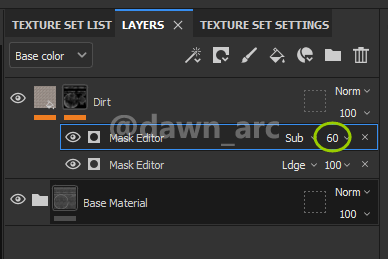 TEXTURE SET LIST LAYERS × TEXTURE SET SETTINGS
Base color
Norm
Dirt
100
@dawn_arc
Mask Editor Sub 60 ×
Mask Editor Ldge 100 ×
Norm
Base Material
100